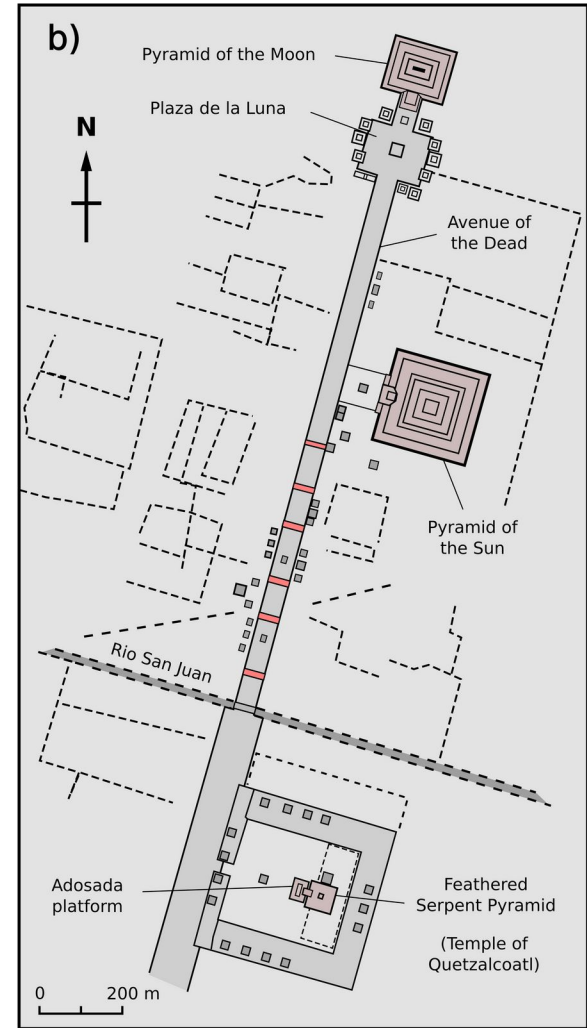 b)
Pyramid of the Moon
Plaza de la Luna
N
Avenue of
the Dead
Pyramid of
the Sun
Rio San Juan
Adosada
platform
Feathered
Serpent Pyramid
(Temple of
Quetzalcoatl)
0 200 m